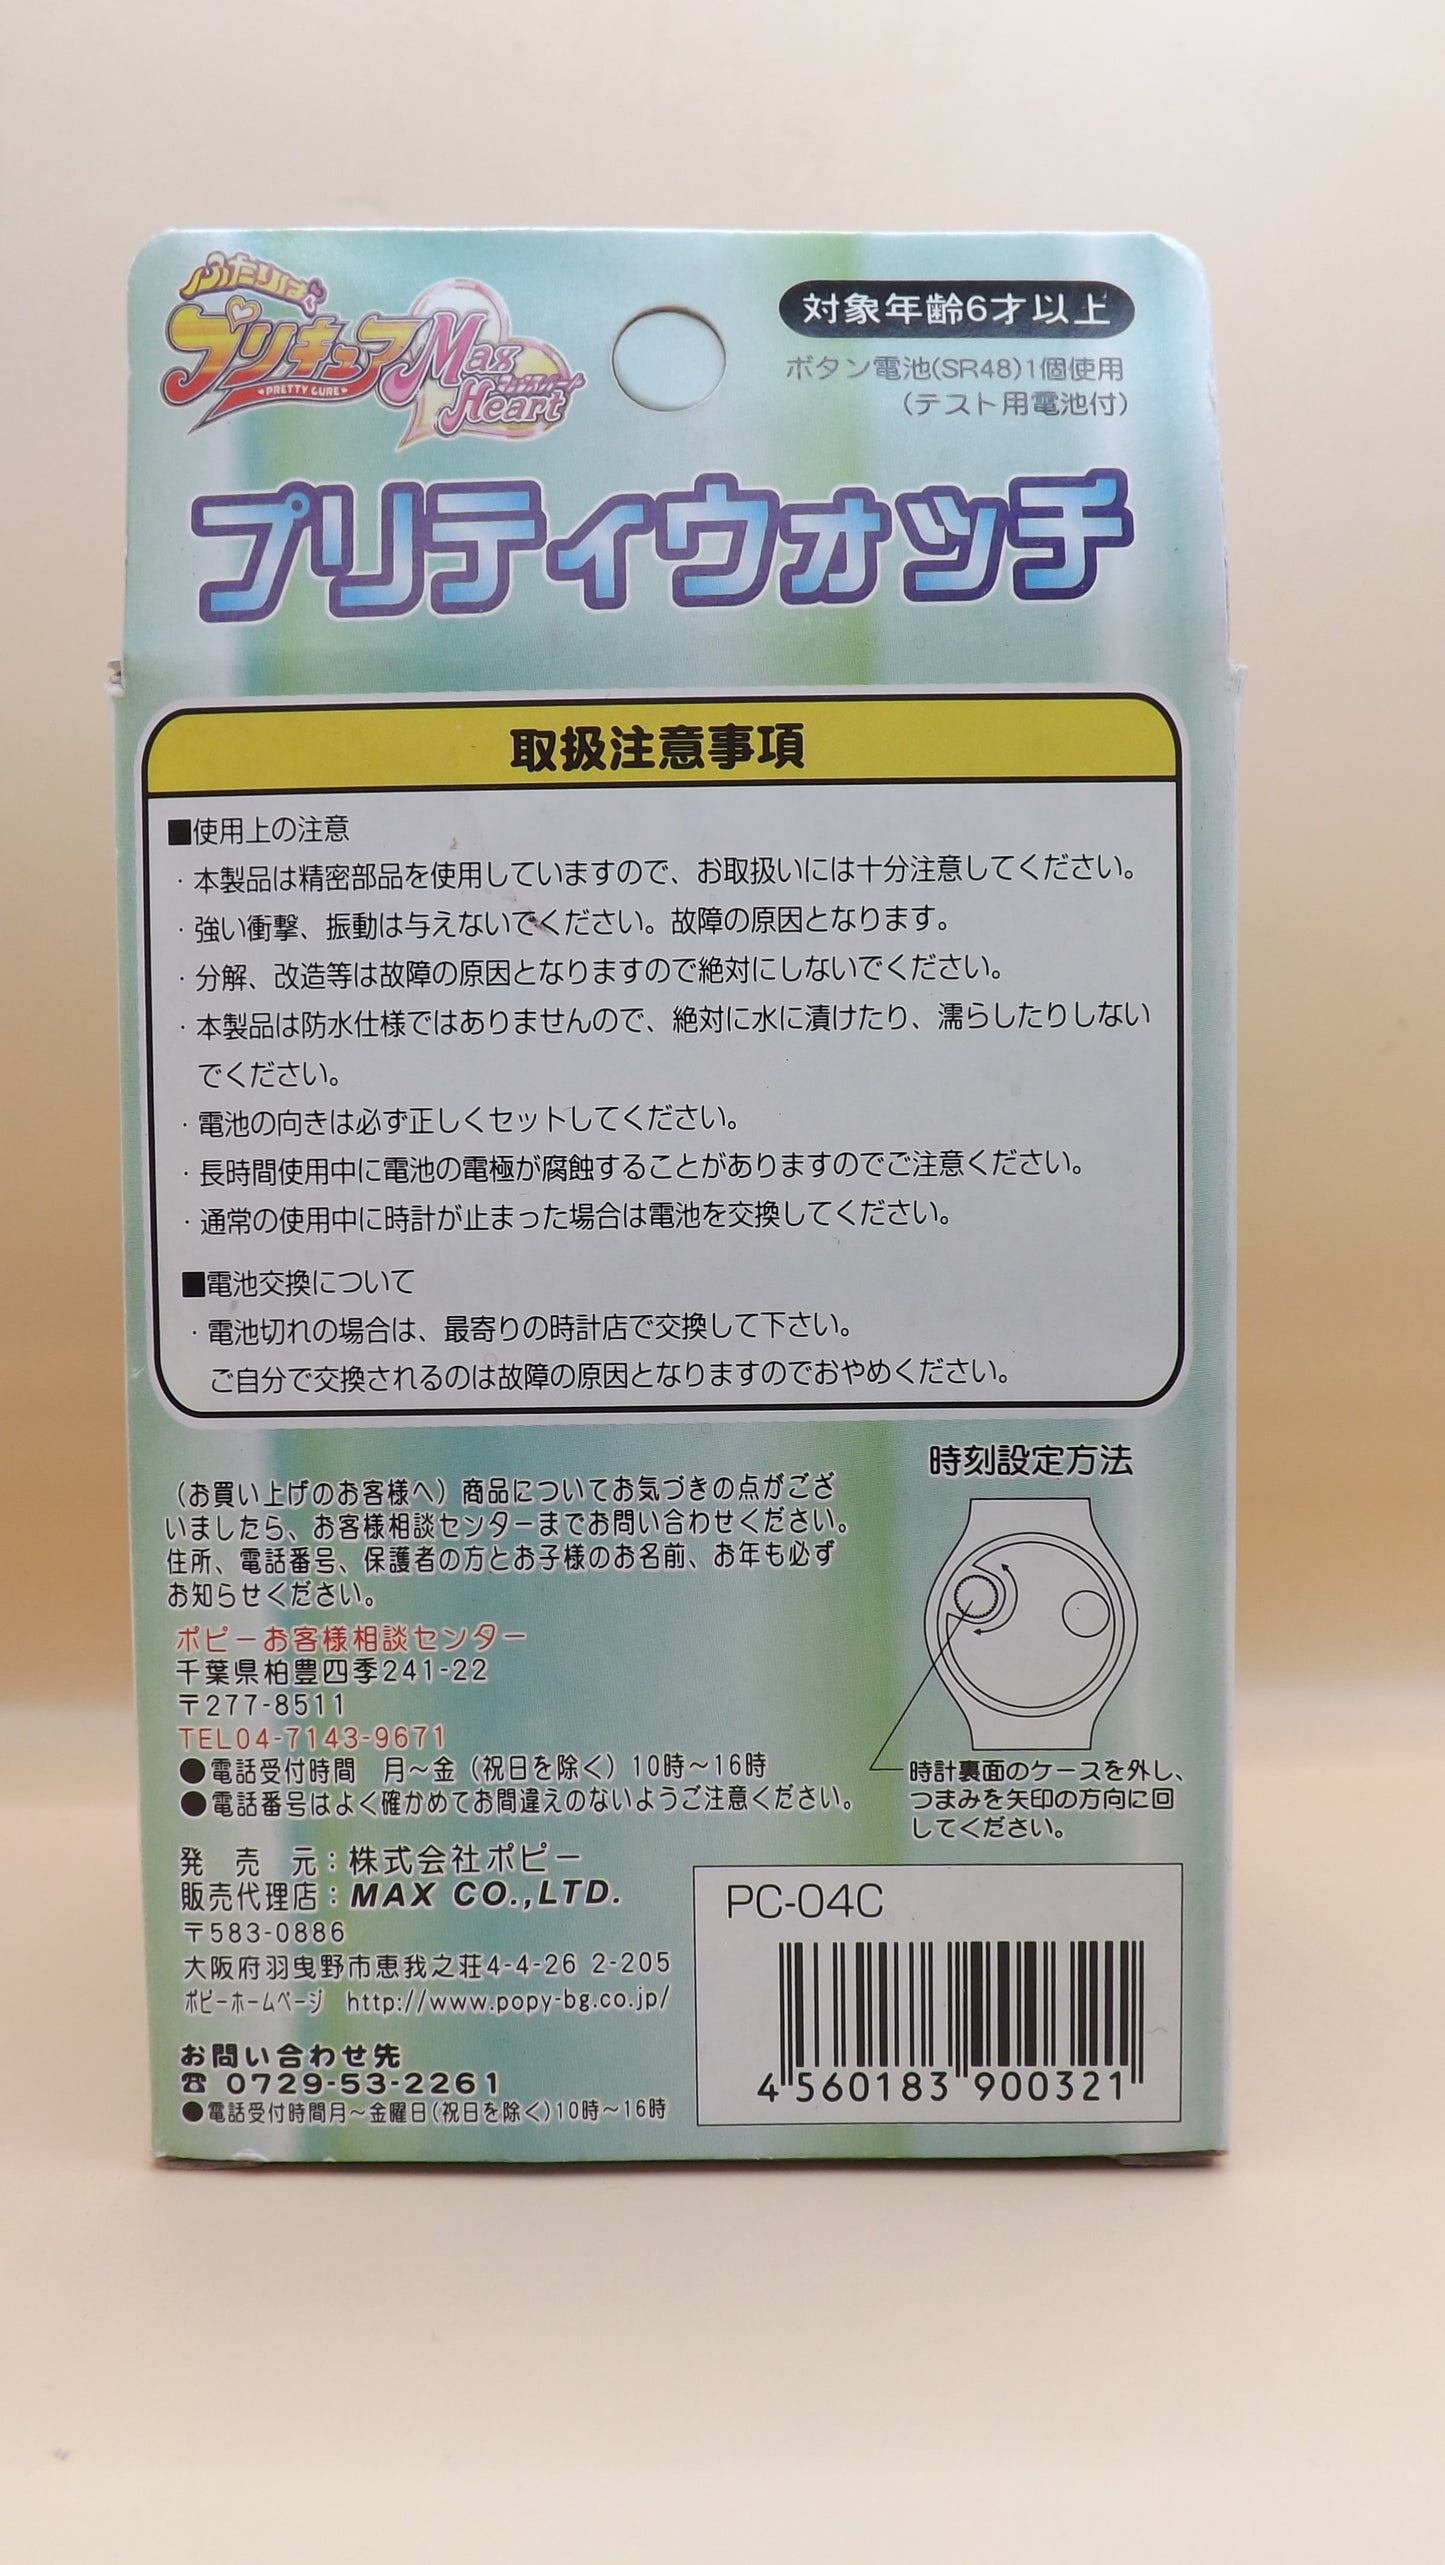 ふたりは
プリキュア Max Heart
マックスハート
PRETTY CURE
対象年齢6才以上
ボタン電池(SR48)1個使用
(テスト用電池付)
プリティウォッチ
取扱注意事項
■使用上の注意
・本製品は精密部品を使用していますので、お取扱いには十分注意してください。
・強い衝撃、振動は与えないでください。故障の原因となります。
・分解、改造等は故障の原因となりますので絶対にしないでください。
・本製品は防水仕様ではありませんので、絶対に水に漬けたり、濡らしたりしない
でください。
・電池の向きは必ず正しくセットしてください。
・長時間使用中に電池の電極が腐蝕することがありますのでご注意ください。
・通常の使用中に時計が止まった場合は電池を交換してください。
■電池交換について
・電池切れの場合は、最寄りの時計店で交換して下さい。
ご自分で交換されるのは故障の原因となりますのでおやめください。
(お買い上げのお客様へ)商品についてお気づきの点がござ
いましたら、お客様相談センターまでお問い合わせください。
住所、電話番号、保護者の方とお子様のお名前、お年も必ず
お知らせください。
ポピーお客様相談センター
千葉県柏豊四季241-22
〒277-8511
TEL04-7143-9671
●電話受付時間 月〜金(祝日を除く)10時〜16時
●電話番号はよく確かめてお間違えのないようご注意ください。
時刻設定方法
時計裏面のケースを外し、
つまみを矢印の方向に回
してください。
発 売 元:株式会社ポピー
販売代理店:MAX CO.,LTD.
〒583-0886
大阪府羽曳野市恵我之荘4-4-26 2-205
ポピーホームページ http://www.popy-bg.co.jp/
お問い合わせ先
☎ 0729-53-2261
●電話受付時間月〜金曜日(祝日を除く)10時〜16時
PC-04C
4 560183 900321